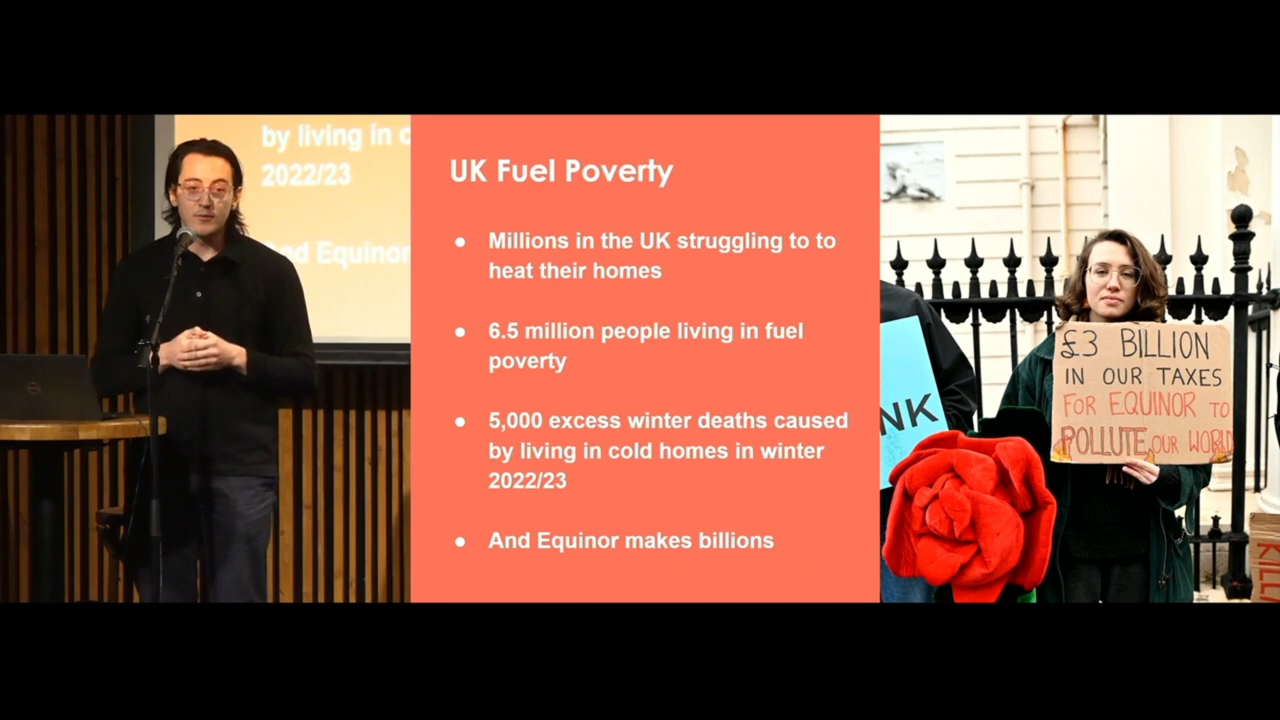 by living in c
2022/23
nd Equinor
UK Fuel Poverty
● Millions in the UK struggling to to
heat their homes
● 6.5 million people living in fuel
poverty
● 5,000 excess winter deaths caused
by living in cold homes in winter
2022/23
● And Equinor makes billions
NK
£3 BILLION
IN OUR TAXES
FOR EQUINOR TO
POLLUTE OUR WORLD
KILL